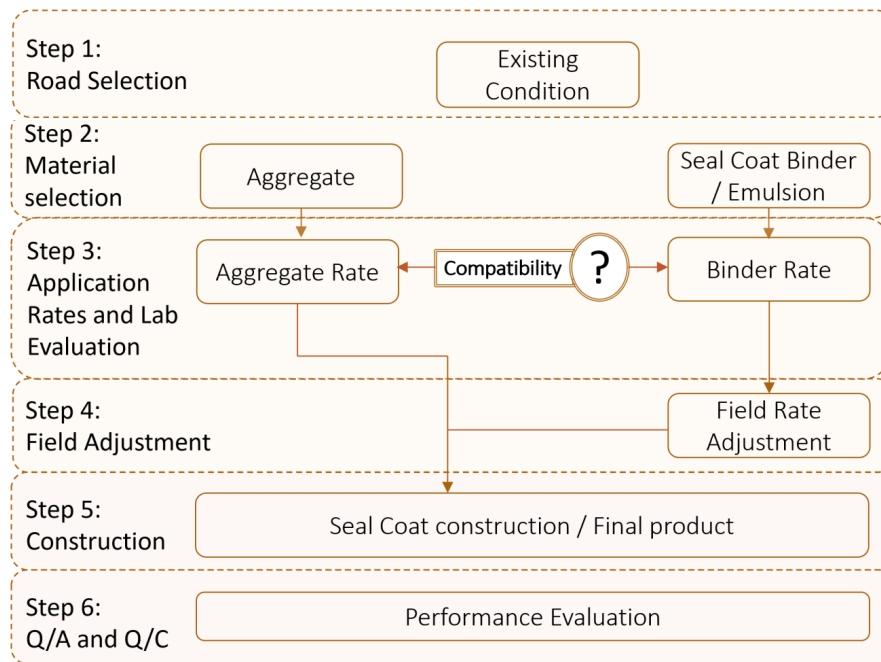 Step 1:
Road Selection
Existing
Condition
Step 2:
Material
selection
Aggregate
Seal Coat Binder
/ Emulsion
Step 3:
Application
Rates and Lab
Evaluation
Aggregate Rate
Compatibility
?
Binder Rate
Step 4:
Field Adjustment
Field Rate
Adjustment
Step 5:
Construction
Seal Coat construction / Final product
Step 6:
Q/A and Q/C
Performance Evaluation